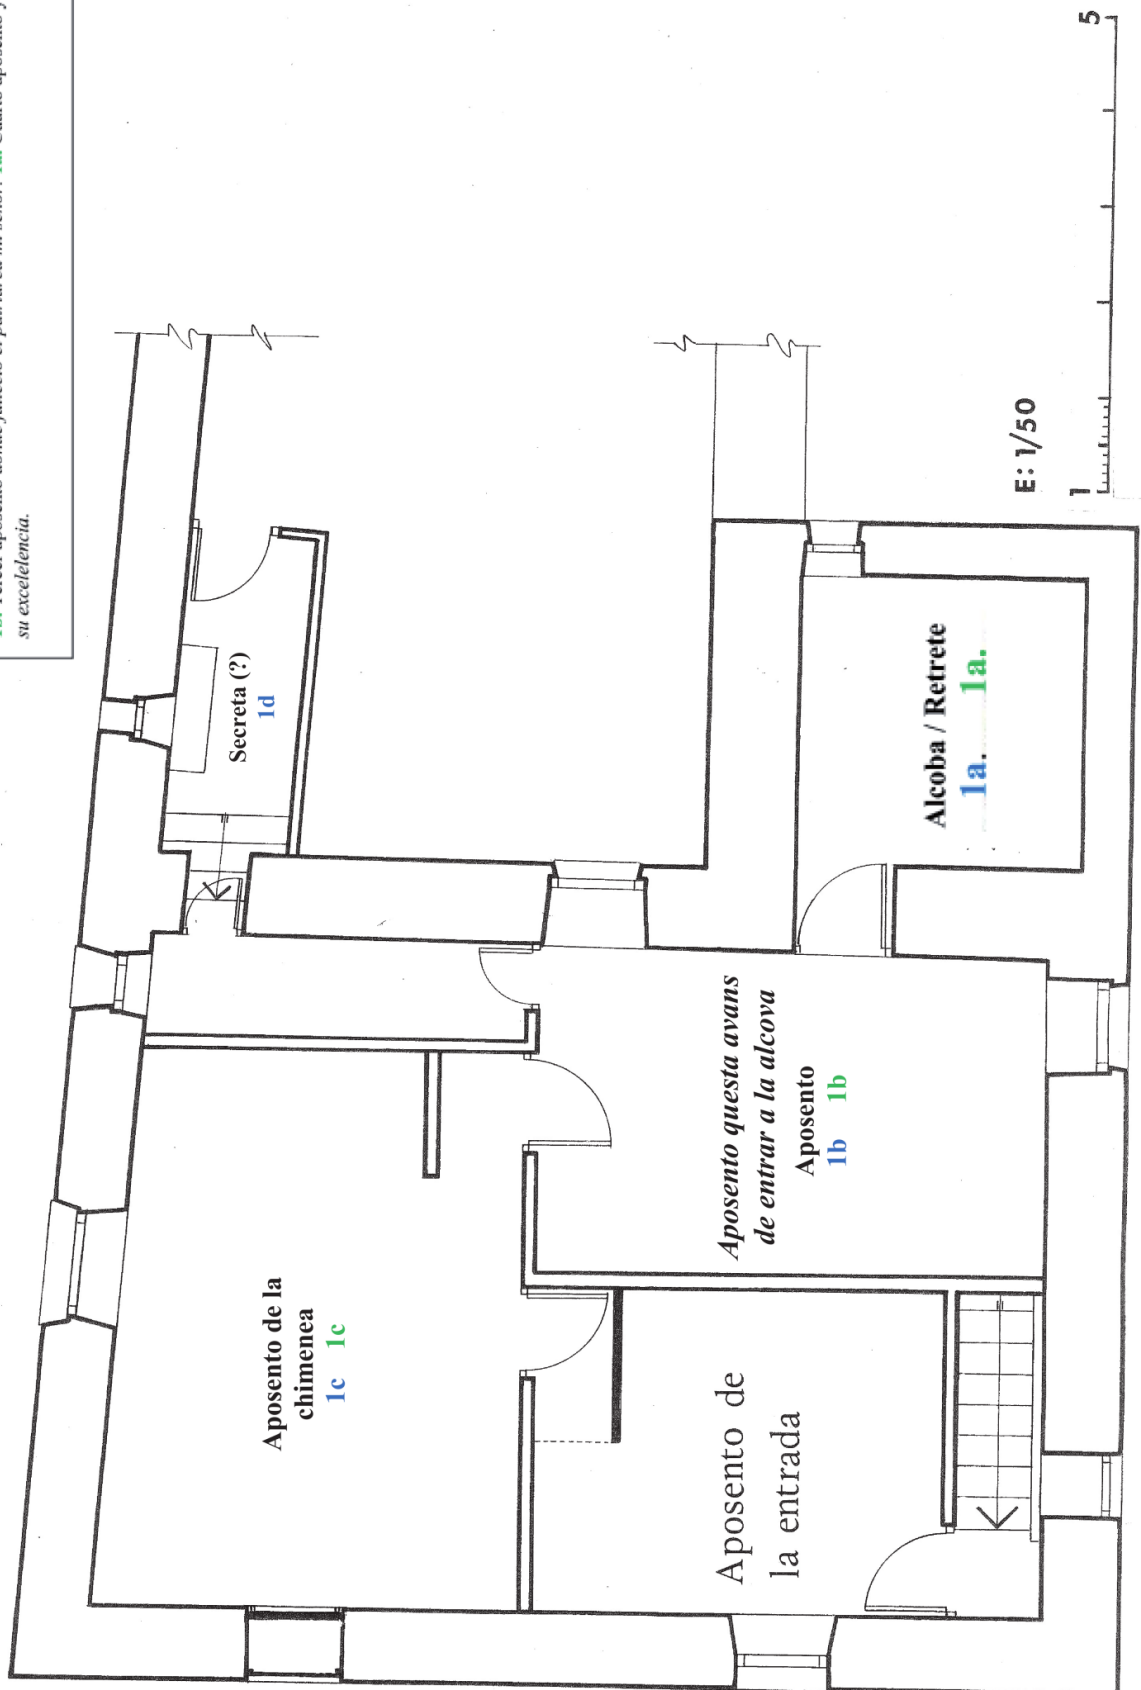 su excelelencia.
Secreta (?)
1d
Aposento de la
chimenea
1c 1c
Aposento questa avans
de entrar a la alcova
Aposento
1b 1b
Alcoba / Retrete
1a. 1a.
Aposento de
la entrada
E: 1/50
1
5